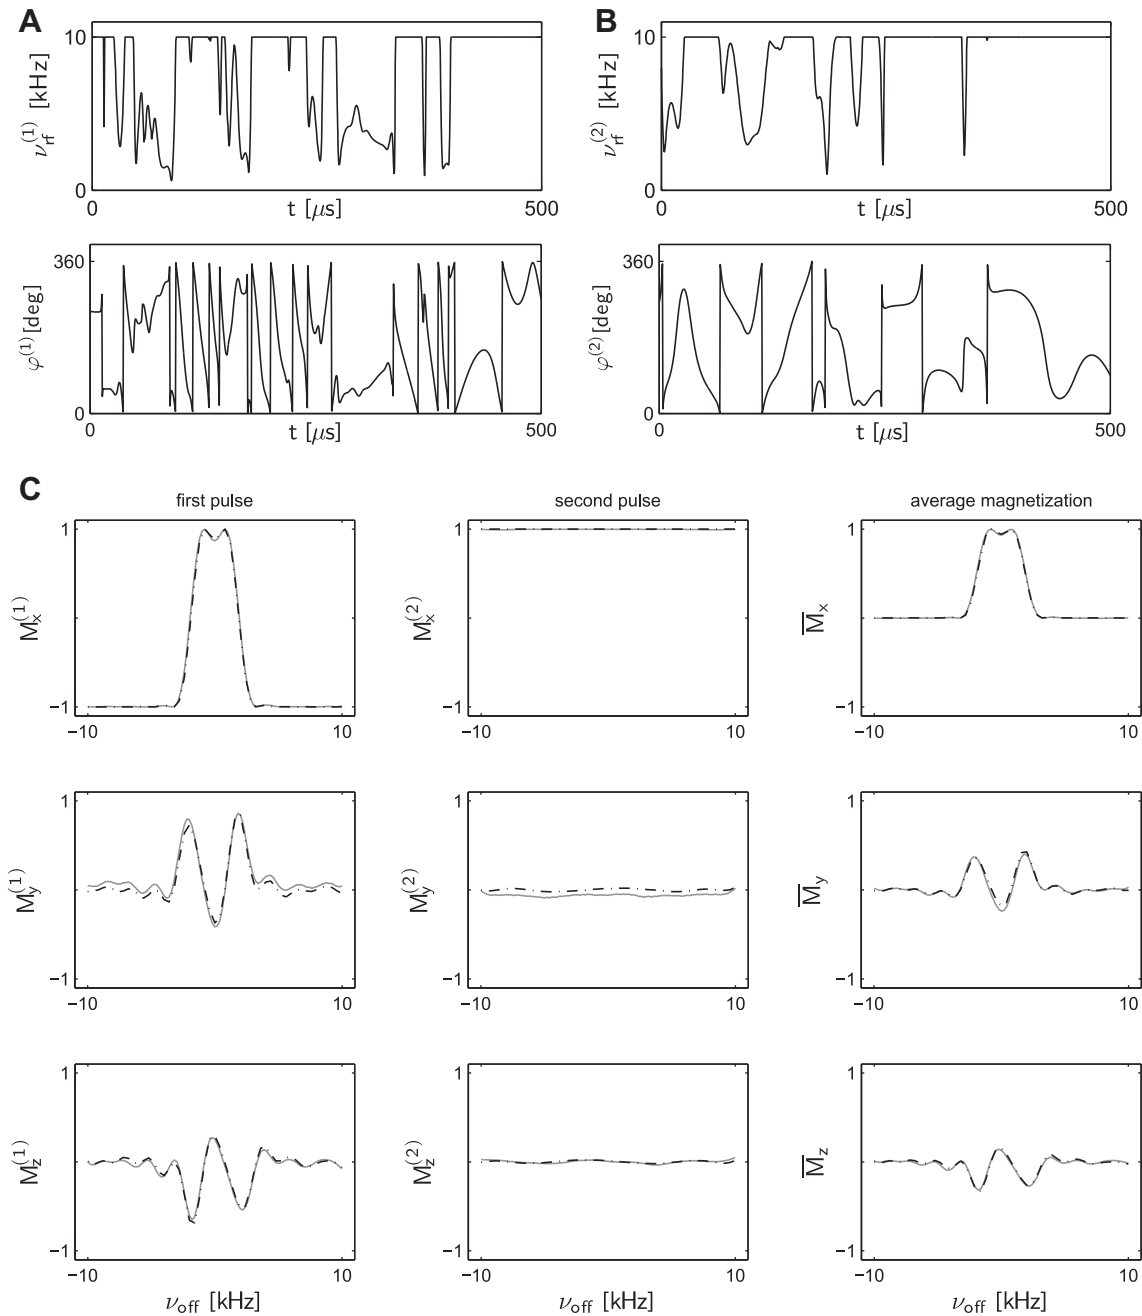 A
B
10
0
ν_rf^(1) [kHz]
0
500
t [μs]
10
0
ν_rf^(2) [kHz]
0
500
t [μs]
360
0
φ^(1) [deg]
0
500
t [μs]
360
0
φ^(2) [deg]
0
500
t [μs]
C
first pulse
second pulse
average magnetization
1
−1
M_x^(1)
−10
10
1
−1
M_x^(2)
−10
10
1
−1
M̅_x
−10
10
1
−1
M_y^(1)
−10
10
1
−1
M_y^(2)
−10
10
1
−1
M̅_y
−10
10
1
−1
M_z^(1)
−10
10
ν_off [kHz]
1
−1
M_z^(2)
−10
10
ν_off [kHz]
1
−1
M̅_z
−10
10
ν_off [kHz]